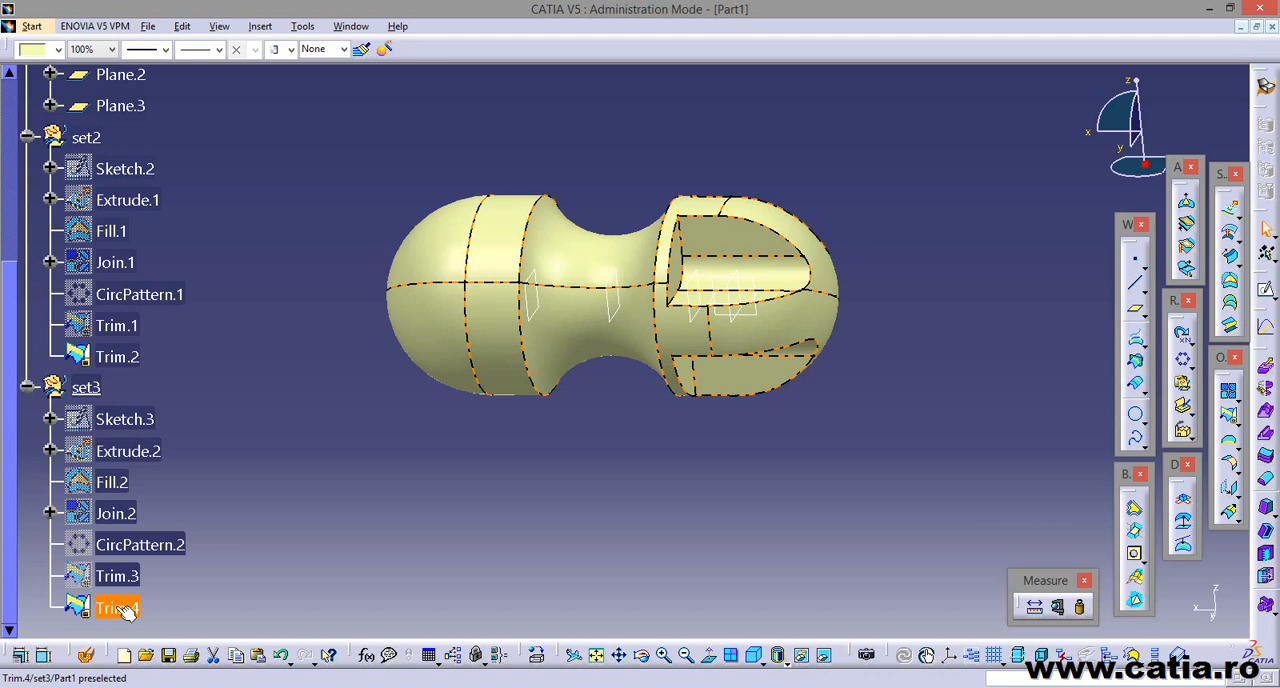 CATIA V5 : Administration Mode - [Part1]
Start ENOVIA V5 VPM File Edit View Insert Tools Window Help
100% None
Plane.2
Plane.3
set2
Sketch.2
Extrude.1
Fill.1
Join.1
CircPattern.1
Trim.1
Trim.2
set3
Sketch.3
Extrude.2
Fill.2
Join.2
CircPattern.2
Trim.3
z
x
y
A
S...
W
R.
O.
B.
D
Measure
z
x
y
f(x)
CATIA
www.catia.ro
Trim.4/set3/Part1 preselected